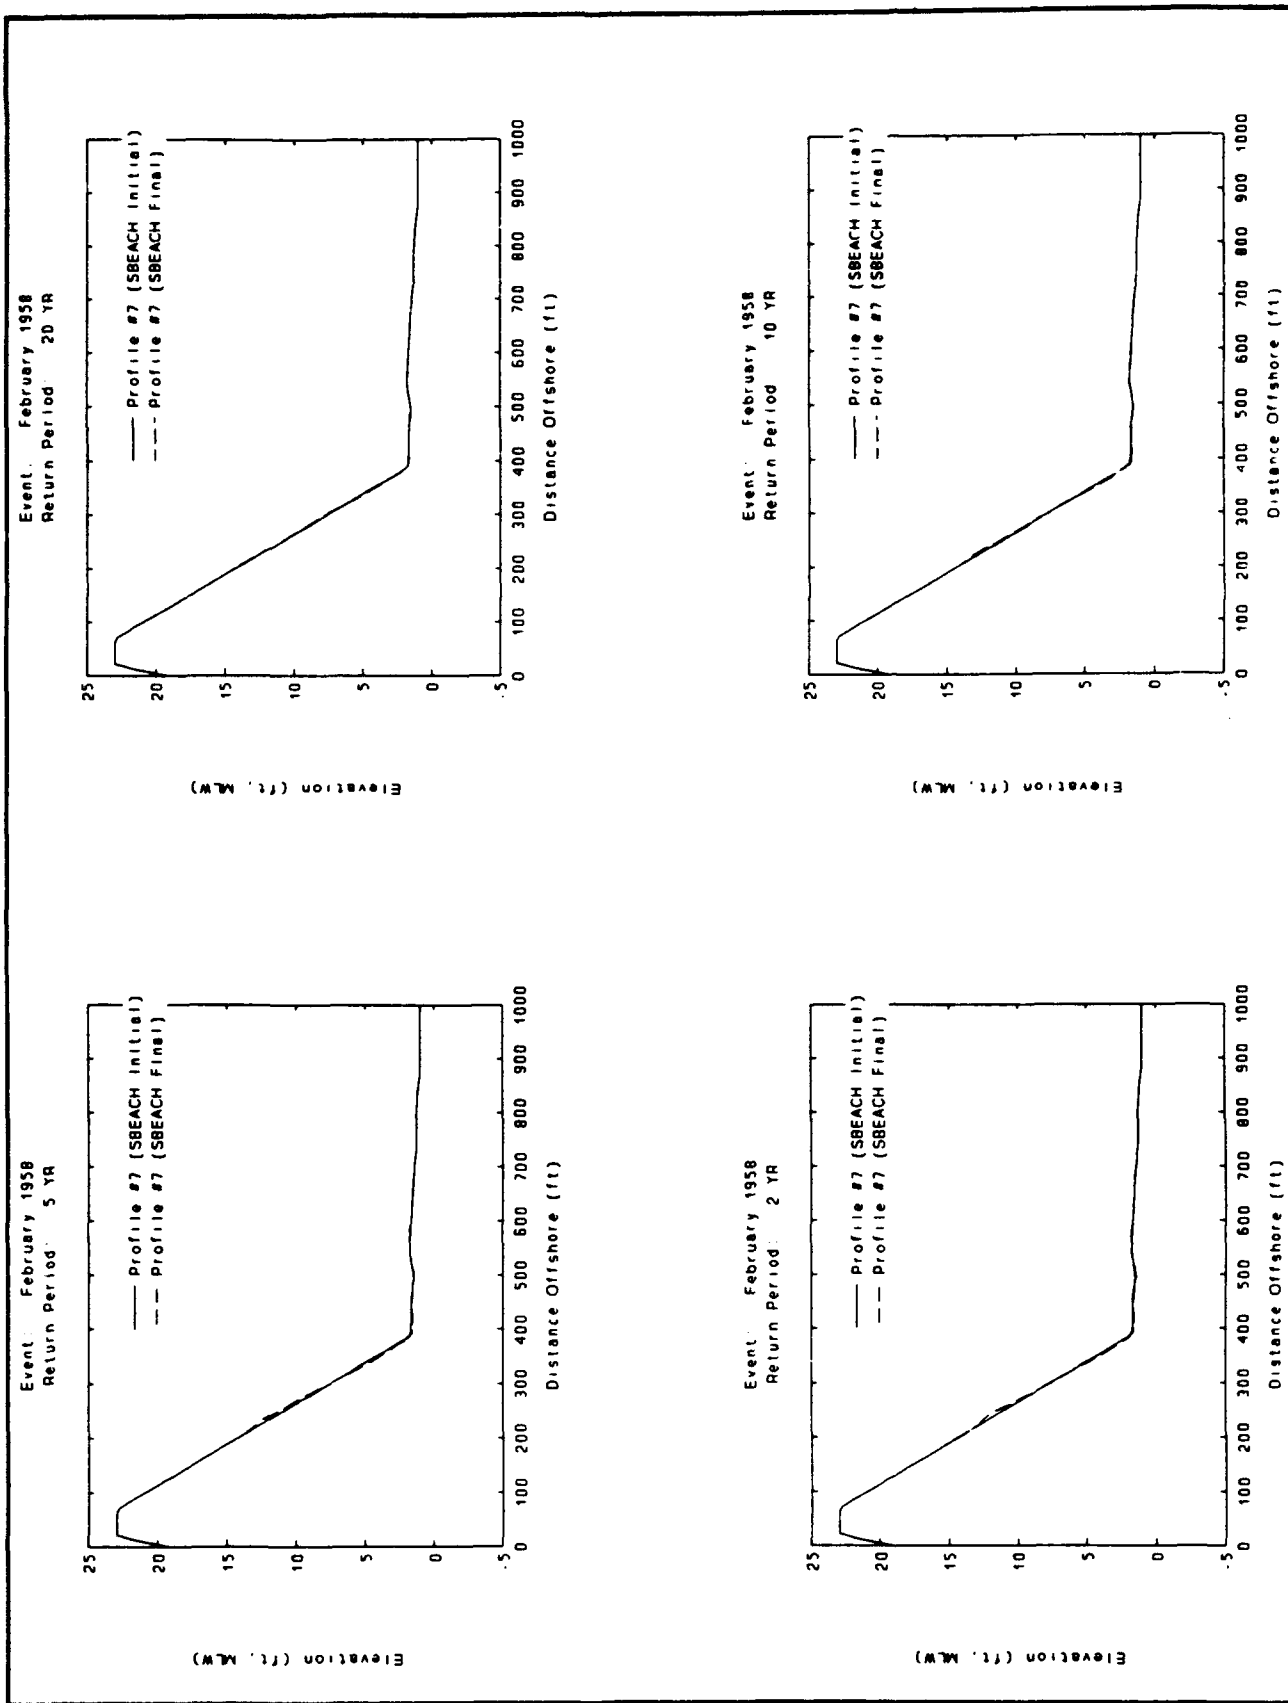 Event: February 1958
Return Period: 5 YR
25
20
15
10
5
0
-5
Elevation (ft, MLW)
Profile #7 (SBEACH Initial)
Profile #7 (SBEACH Final)
0 100 200 300 400 500 600 700 800 900 1000
Distance Offshore (ft)
Event: February 1958
Return Period: 20 YR
25
20
15
10
5
0
-5
Elevation (ft, MLW)
Profile #7 (SBEACH Initial)
Profile #7 (SBEACH Final)
0 100 200 300 400 500 600 700 800 900 1000
Distance Offshore (ft)
Event: February 1958
Return Period: 2 YR
25
20
15
10
5
0
-5
Elevation (ft, MLW)
Profile #7 (SBEACH Initial)
Profile #7 (SBEACH Final)
0 100 200 300 400 500 600 700 800 900 1000
Distance Offshore (ft)
Event: February 1958
Return Period 10 YR
25
20
15
10
5
0
-5
Elevation (ft, MLW)
Profile #7 (SBEACH Initial)
Profile #7 (SBEACH Final)
0 100 200 300 400 500 600 700 800 900 1000
Distance Offshore (ft)